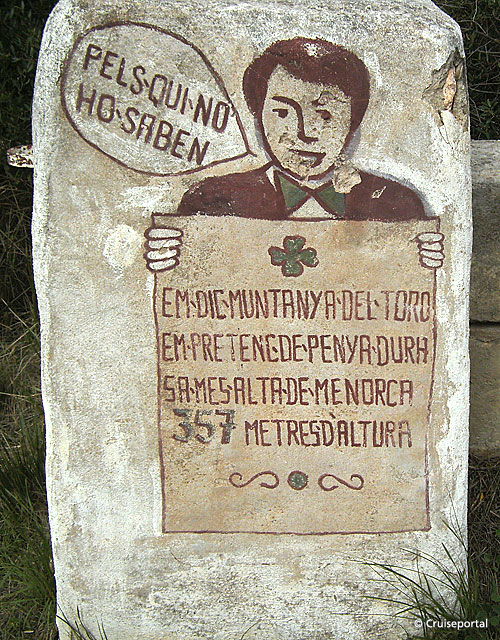 PELS·QUI·NO
HO·SABEN
EM·DIC·MUNTANYA·DEL·TORO
EM·PRETENC·DE·PENYA·DURA
SA·MES·ALTA·DE·MENORCA
357 METRES·D'ALTURA
© Cruiseportal